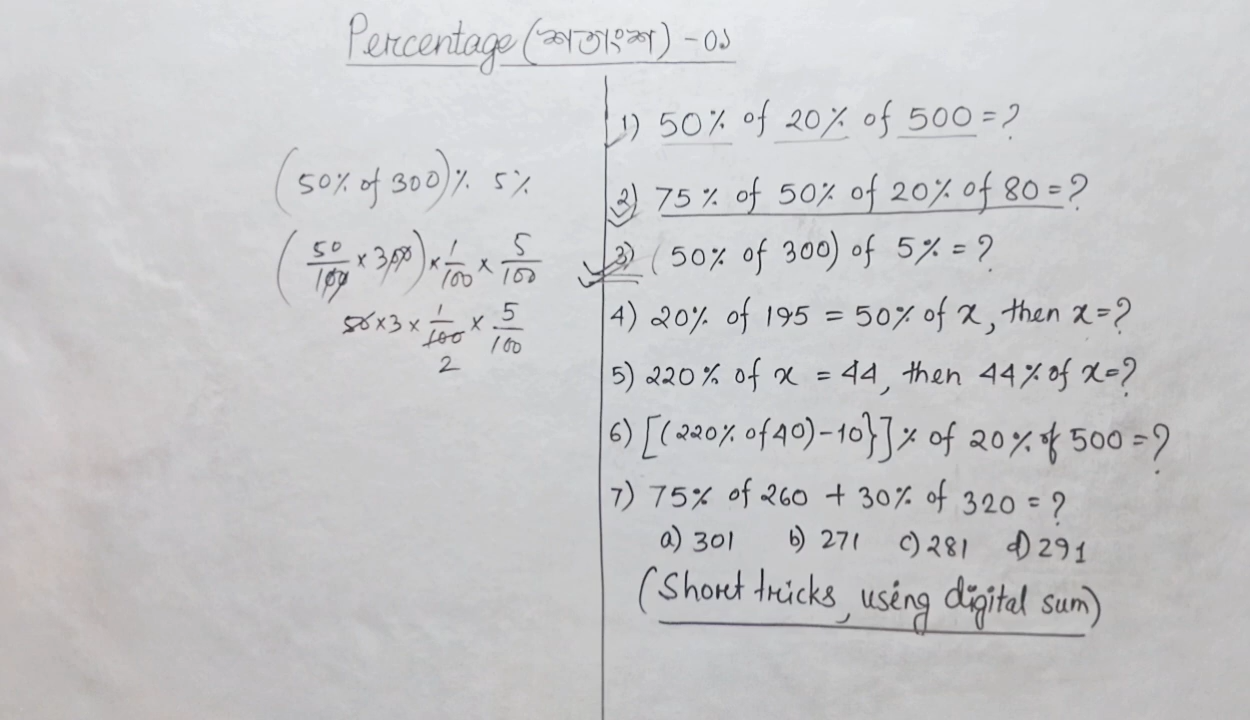 Percentage (শতাংশ) - ০১
(50% of 300)% 5%
(50/100 × 300) × 1/100 × 5/100
50 × 3 × 1/100 × 5/100
2
1) 50% of 20% of 500 = ?
2) 75% of 50% of 20% of 80 = ?
3) (50% of 300) of 5% = ?
4) 20% of 195 = 50% of x, then x = ?
5) 220% of x = 44, then 44% of x = ?
6) [(220% of 40) - 10}]% of 20% of 500 = ?
7) 75% of 260 + 30% of 320 = ?
a) 301 b) 271 c) 281 d) 291
(Short tricks, using digital sum)